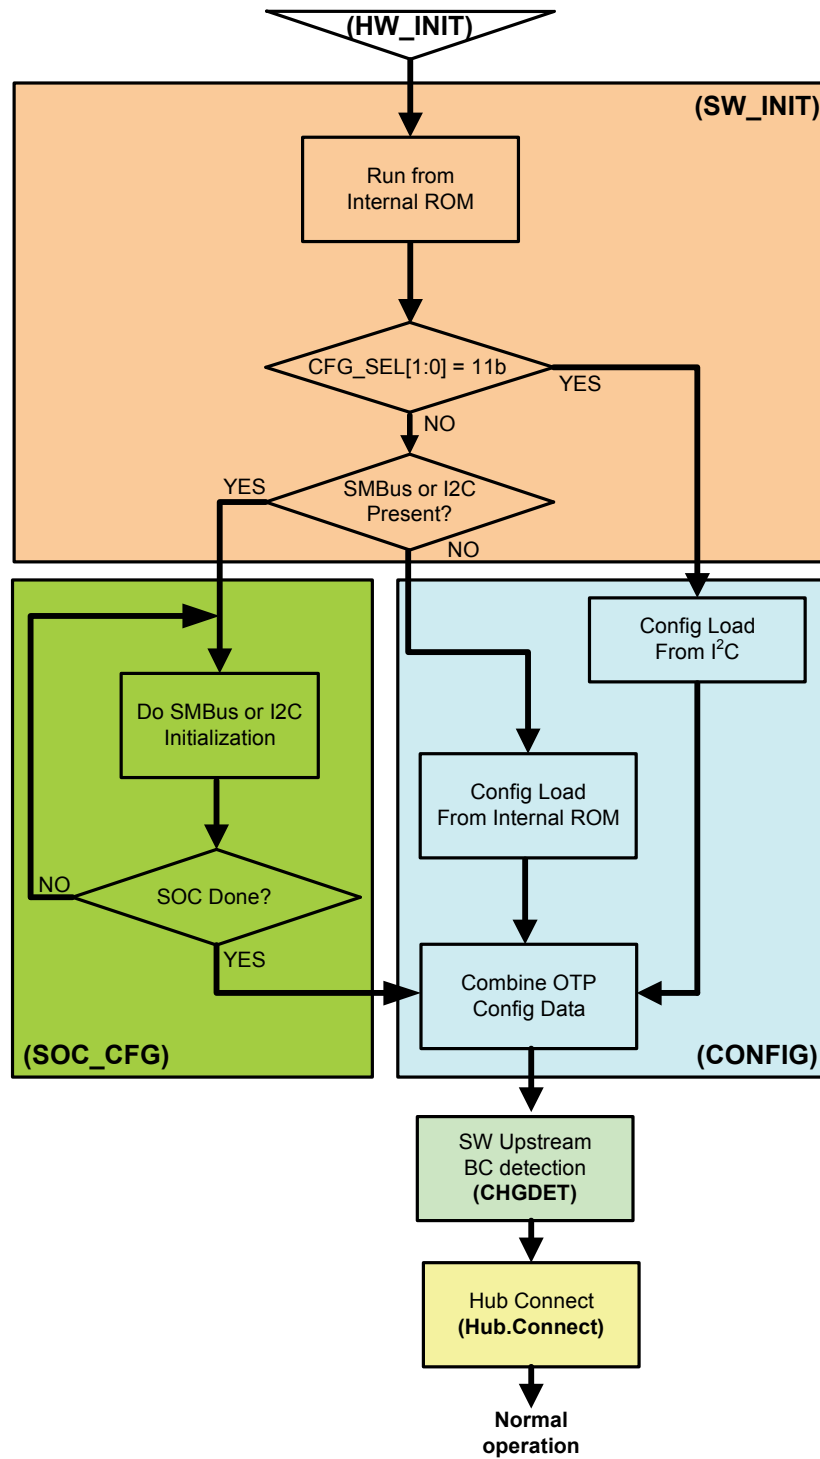 (HW_INIT)
(SW_INIT)
Run from
Internal ROM
CFG_SEL[1:0] = 11b
YES
NO
YES
SMBus or I2C
Present?
NO
Config Load
From I²C
Do SMBus or I2C
Initialization
Config Load
From Internal ROM
NO
SOC Done?
YES
Combine OTP
Config Data
(SOC_CFG)
(CONFIG)
SW Upstream
BC detection
(CHGDET)
Hub Connect
(Hub.Connect)
Normal
operation